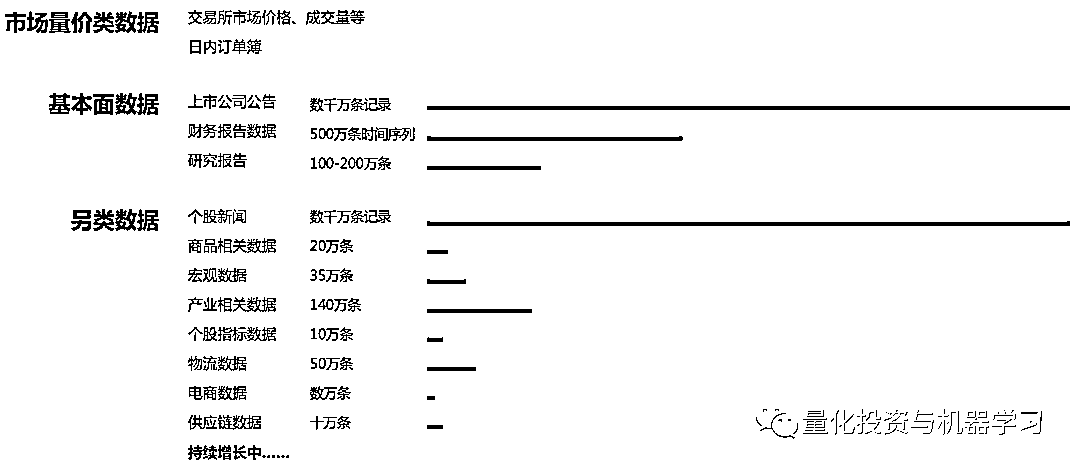 市场量价类数据 交易所市场价格、成交量等
日内订单簿
基本面数据 上市公司公告 数千万条记录
财务报告数据 500万条时间序列
研究报告 100-200万条
另类数据 个股新闻 数千万条记录
商品相关数据 20万条
宏观数据 35万条
产业相关数据 140万条
个股指标数据 10万条
物流数据 50万条
电商数据 数万条
供应链数据 十万条
持续增长中......
量化投资与机器学习